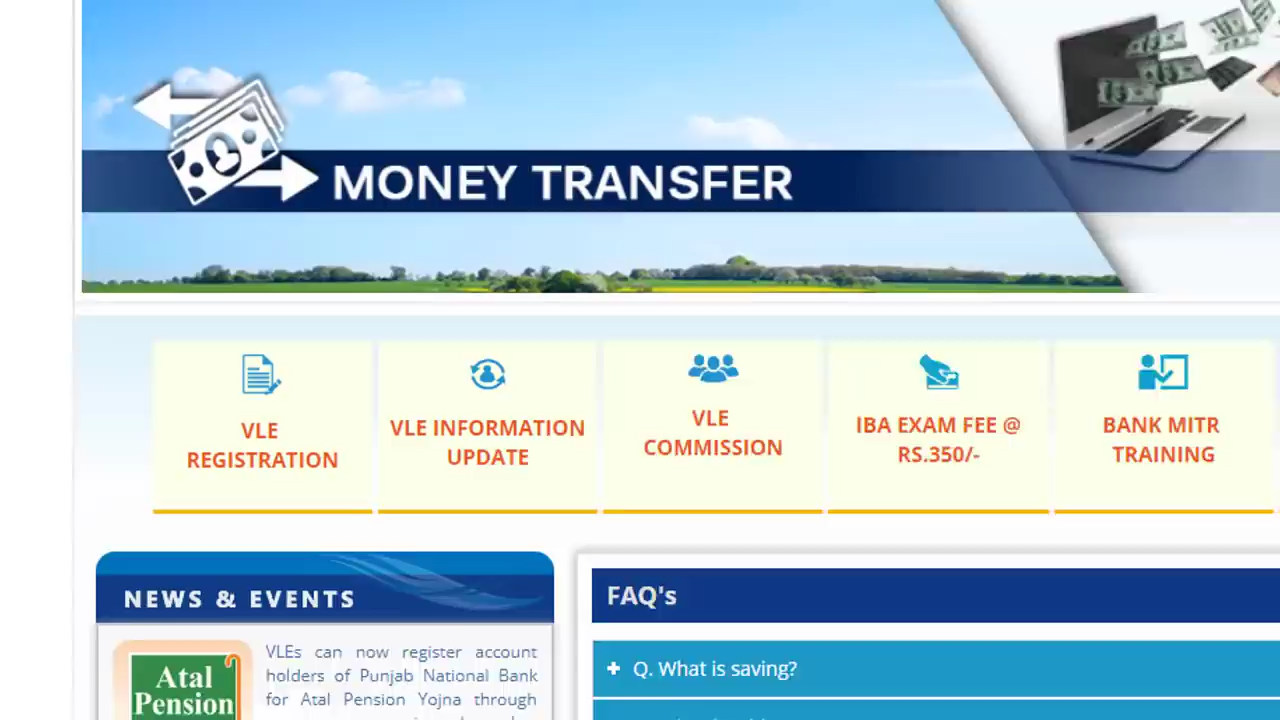 MONEY TRANSFER
VLE
REGISTRATION
VLE INFORMATION
UPDATE
VLE
COMMISSION
IBA EXAM FEE @
RS.350/-
BANK MITR
TRAINING
NEWS & EVENTS
Atal
Pension
VLEs can now register account
holders of Punjab National Bank
for Atal Pension Yojna through
FAQ's
Q. What is saving?